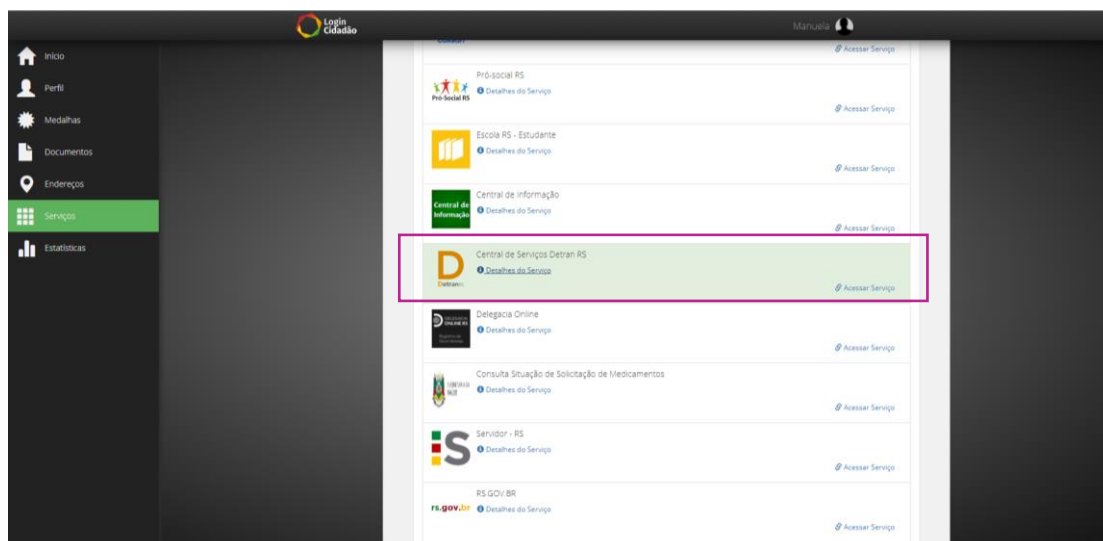 Login
Cidadão
Manuela
Início
Perfil
Medalhas
Documentos
Endereços
Serviços
Estatísticas
Acessar Serviço
Pró-social RS
Pró-Social RS
Detalhes do Serviço
Acessar Serviço
Escola RS - Estudante
Detalhes do Serviço
Acessar Serviço
Central de Informação
Central de
Informação
Detalhes do Serviço
Acessar Serviço
Central de Serviços Detran RS
D
Detran RS
Detalhes do Serviço
Acessar Serviço
Delegacia Online
DELEGACIA
ONLINE RS
Detalhes do Serviço
Acessar Serviço
Consulta Situação de Solicitação de Medicamentos
Detalhes do Serviço
Acessar Serviço
Servidor - RS
Detalhes do Serviço
Acessar Serviço
RS.GOV.BR
rs.gov.br
Detalhes do Serviço
Acessar Serviço